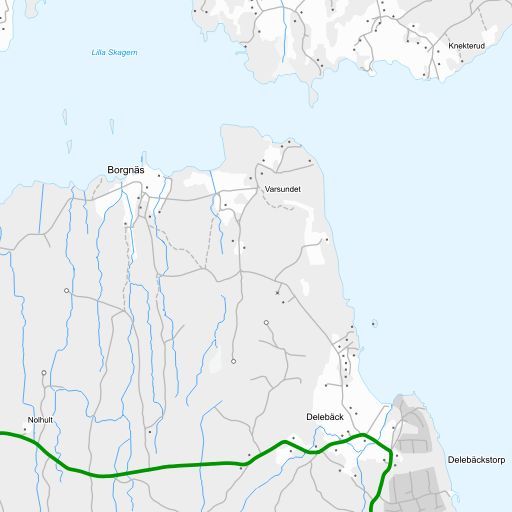 Knekterud
Lilla Skagern
Borgnäs
Varsundet
Delebäck
Nolhult
Delebäckstorp